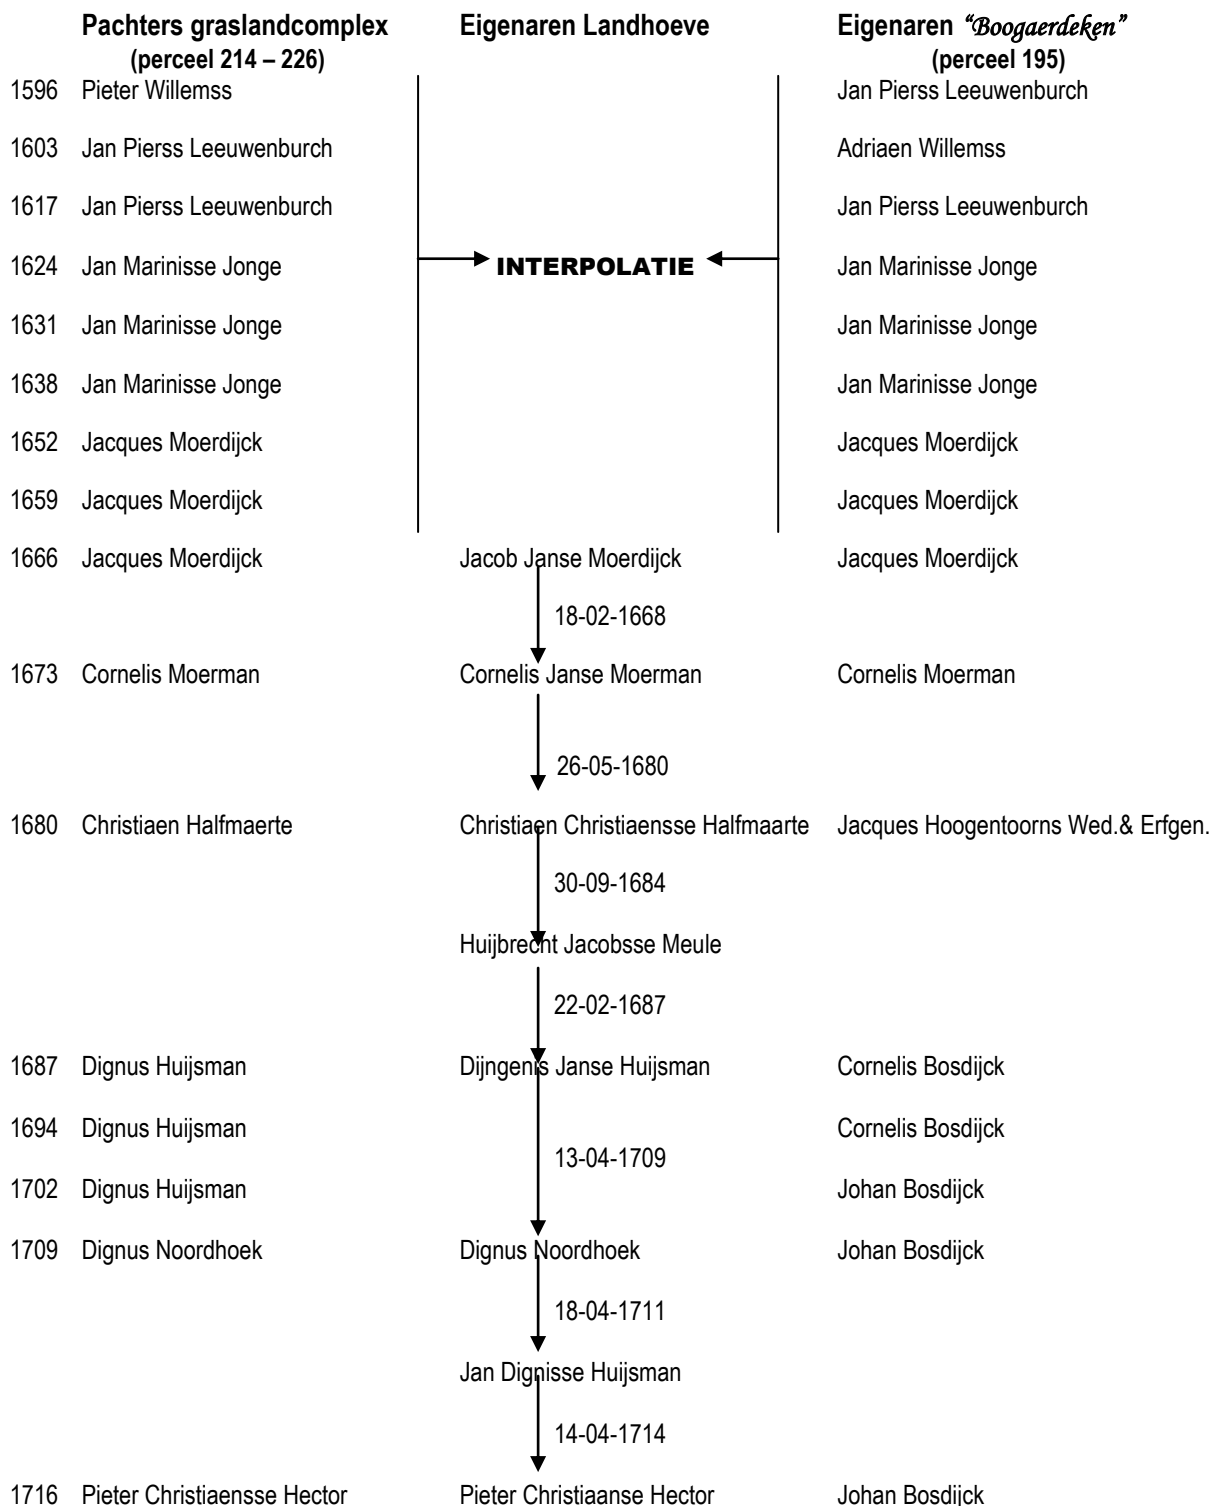 Pachters graslandcomplex Eigenaren Landhoeve Eigenaren “Boogaerdeken”
(perceel 214 – 226) (perceel 195)
1596 Pieter Willemss Jan Pierss Leeuwenburch
1603 Jan Pierss Leeuwenburch Adriaen Willemss
1617 Jan Pierss Leeuwenburch Jan Pierss Leeuwenburch
1624 Jan Marinisse Jonge INTERPOLATIE Jan Marinisse Jonge
1631 Jan Marinisse Jonge Jan Marinisse Jonge
1638 Jan Marinisse Jonge Jan Marinisse Jonge
1652 Jacques Moerdijck Jacques Moerdijck
1659 Jacques Moerdijck Jacques Moerdijck
1666 Jacques Moerdijck Jacob Janse Moerdijck Jacques Moerdijck
18-02-1668
1673 Cornelis Moerman Cornelis Janse Moerman Cornelis Moerman
26-05-1680
1680 Christiaen Halfmaerte Christiaen Christiaensse Halfmaarte Jacques Hoogentoorns Wed.& Erfgen.
30-09-1684
Huijbrecht Jacobsse Meule
22-02-1687
1687 Dignus Huijsman Dijngenis Janse Huijsman Cornelis Bosdijck
1694 Dignus Huijsman Cornelis Bosdijck
13-04-1709
1702 Dignus Huijsman Johan Bosdijck
1709 Dignus Noordhoek Dignus Noordhoek Johan Bosdijck
18-04-1711
Jan Dignisse Huijsman
14-04-1714
1716 Pieter Christiaensse Hector Pieter Christiaanse Hector Johan Bosdijck